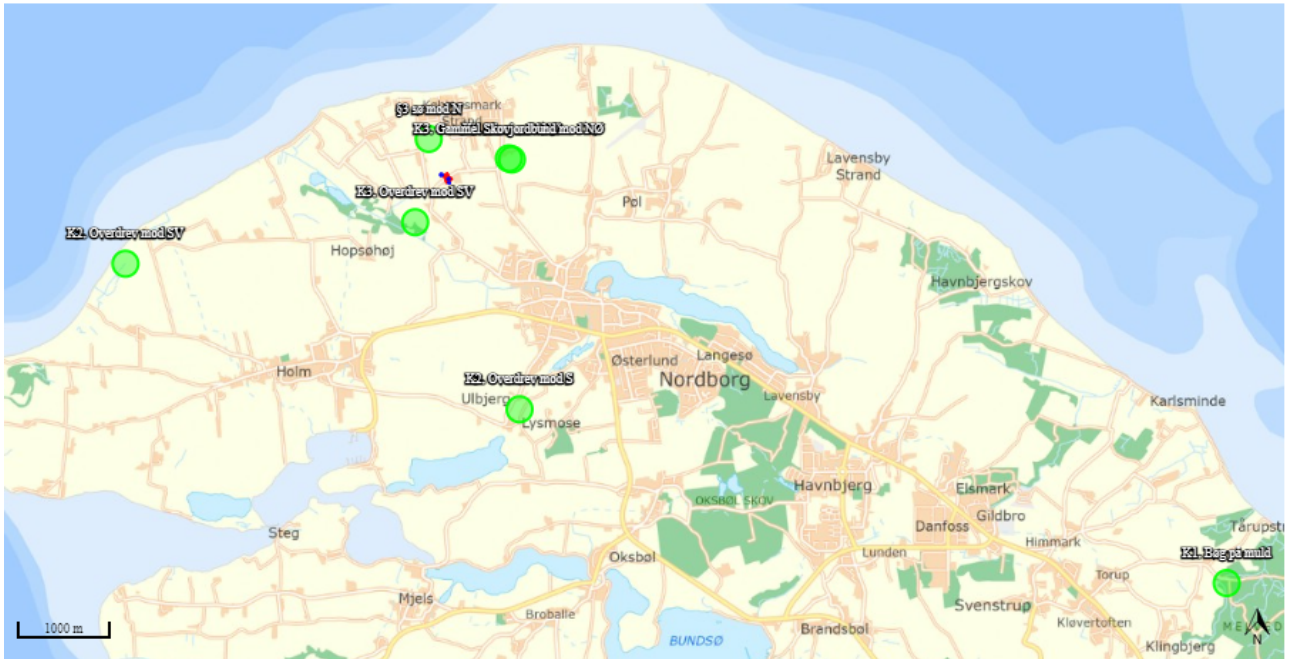 §3 sø mod N
Strand
K3. Gammel Skovjordbund mod NØ
Lavensby
Strand
K3. Overdrev mod SV
Pøl
K2. Overdrev mod SV
Hopsøhøj
Havnbjergskov
Østerlund
Langesø
Holm
Nordborg
K2. Overdrev mod S
Ulbjerg
Lavensby
Karlsminde
Lysmose
Havnbjerg
Elsmark
OKSBØL SKOV
Gildbro
Danfoss
Steg
Himmark
Oksbøl
Lunden
K1. Bøg på muld
Torup
Mjels
Svenstrup
Broballe
Kløvertoften
1000 m
Brandsbøl
N
BUNDSØ
Klingbjerg